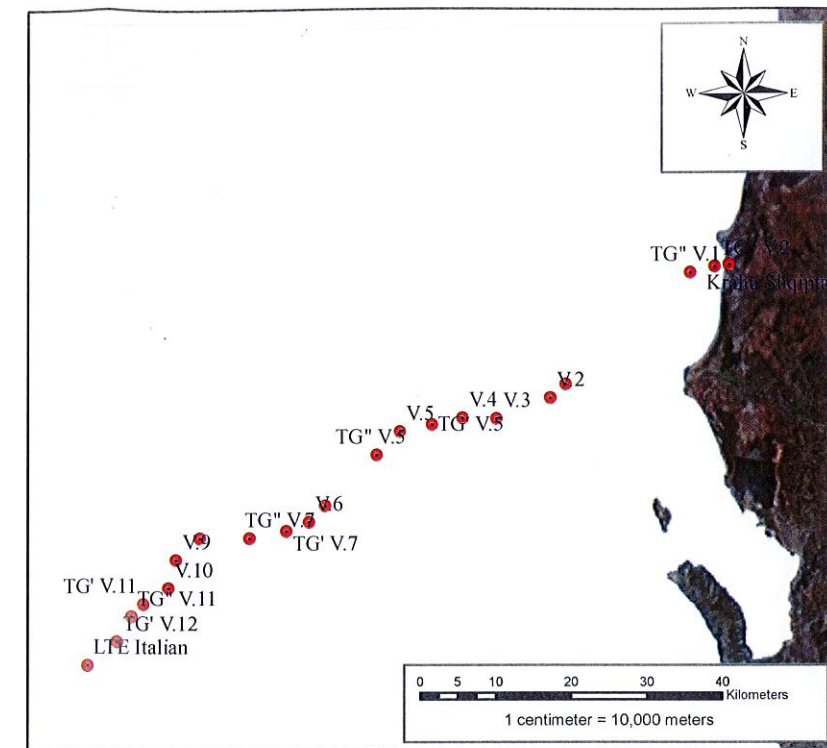 N
W E
S
TG" V.1
V.2
V.4 V.3
V.5
TG' V.5
TG" V.5
V.6
TG" V.7
TG' V.7
V.9
V.10
TG' V.11
TG" V.11
TG' V.12
LTE Italian
0 5 10 20 30 40
Kilometers
1 centimeter = 10,000 meters